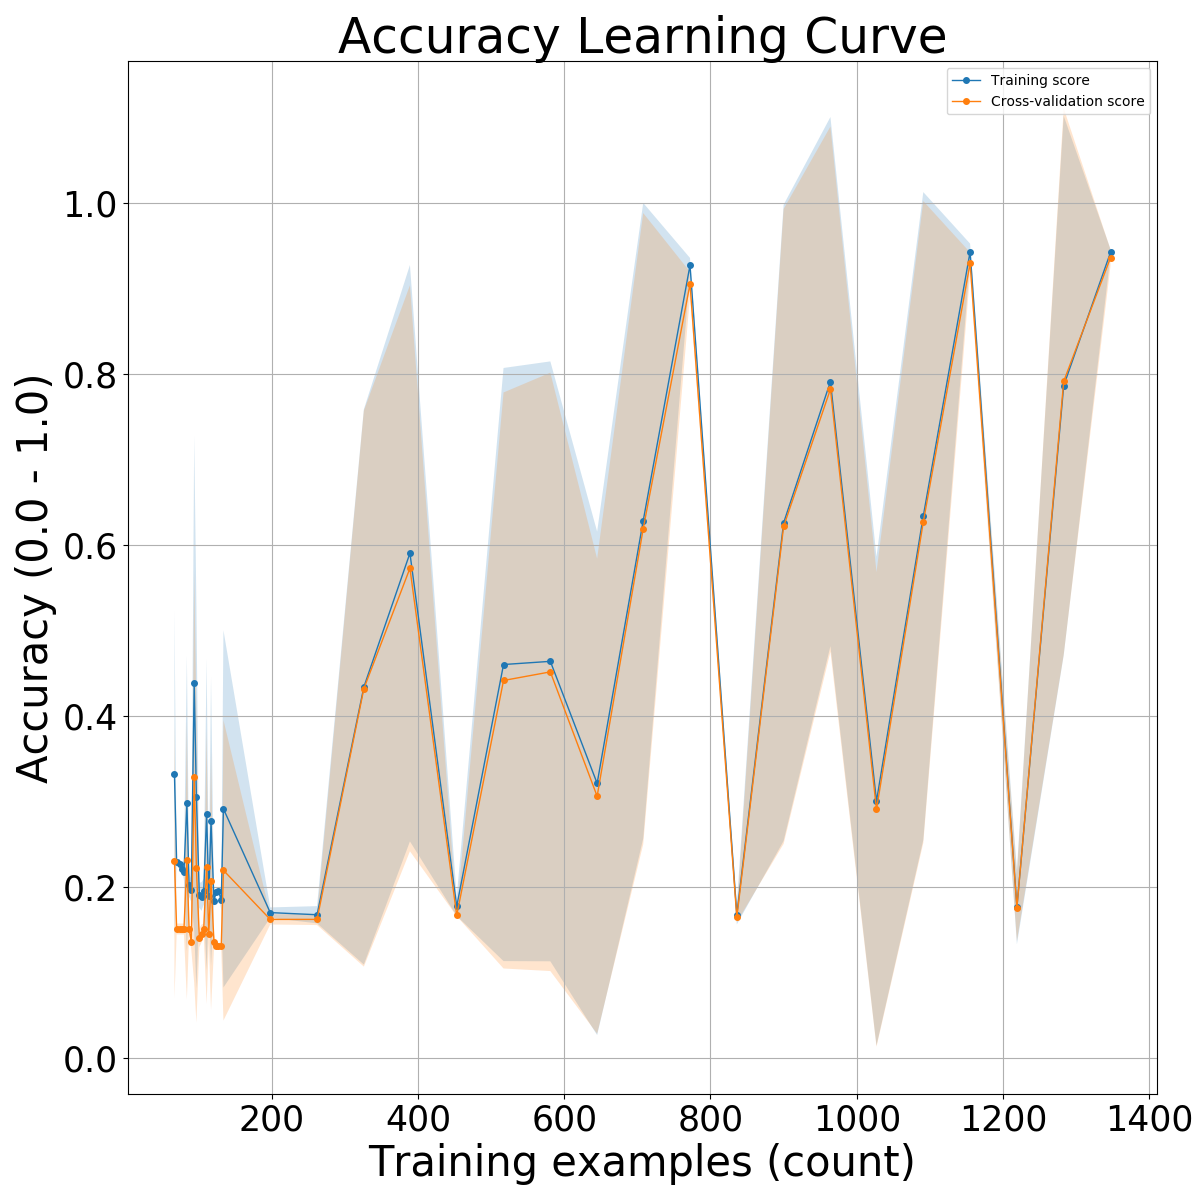 Accuracy Learning Curve
Training score
Cross-validation score
Accuracy (0.0 - 1.0)
1.0
0.8
0.6
0.4
0.2
0.0
200 400 600 800 1000 1200 1400
Training examples (count)